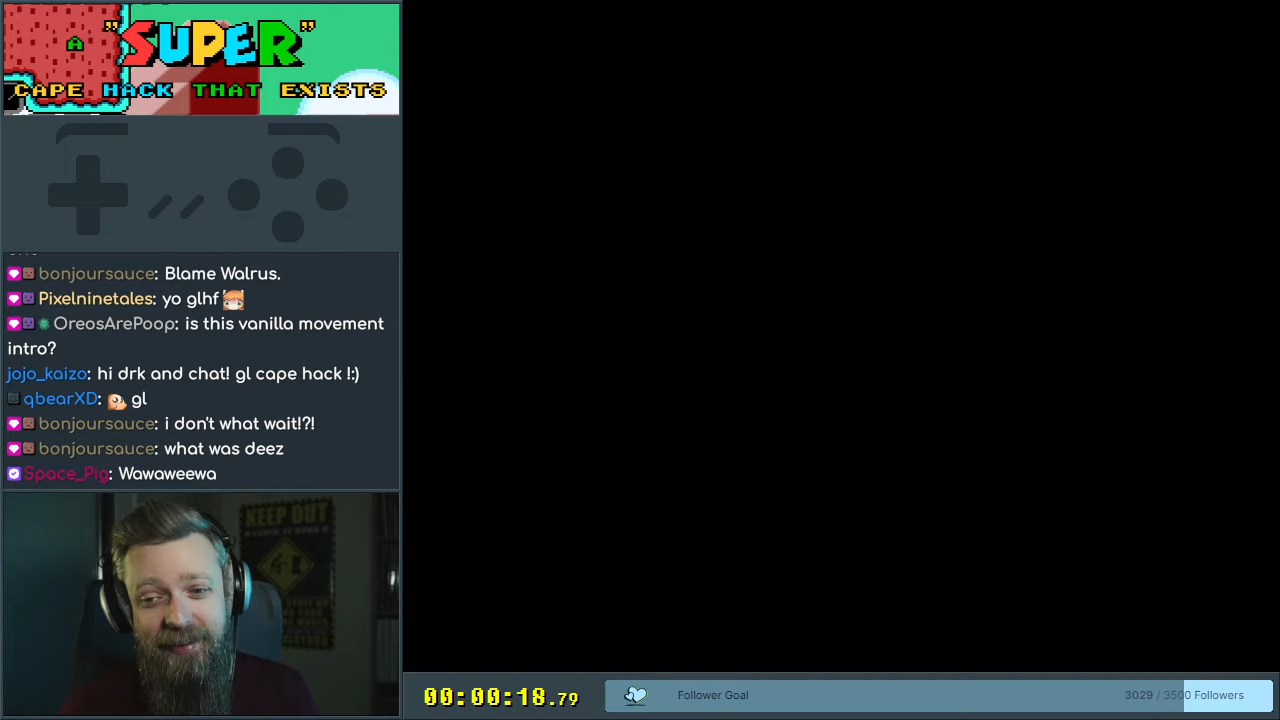 A "SUPER"
CAPE HACK THAT EXISTS
bonjoursauce: Blame Walrus.
Pixelninetales: yo glhf
OreosArePoop: is this vanilla movement
intro?
jojo_kaizo: hi drk and chat! gl cape hack !:)
qbearXD: gl
bonjoursauce: i don't what wait!?!
bonjoursauce: what was deez
Space_Pig: Wawaweewa
KEEP OUT
00:00:18.79
Follower Goal
3029 / 3500 Followers